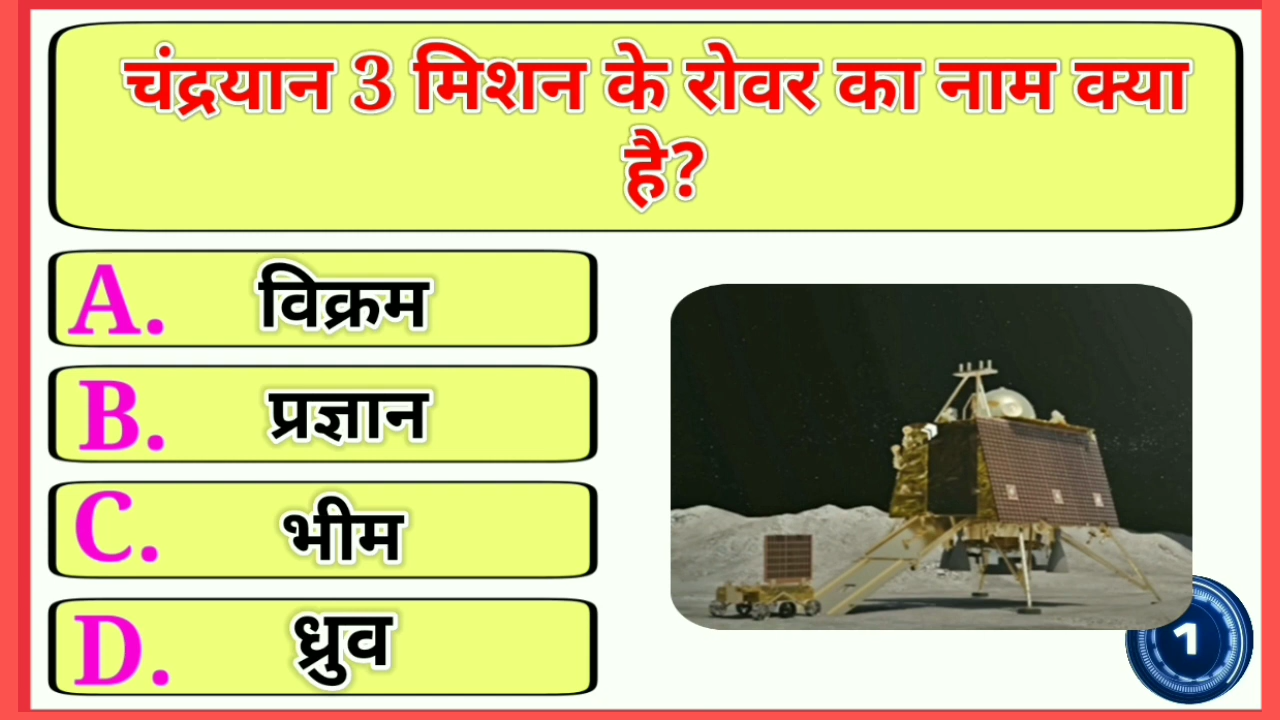 चंद्रयान 3 मिशन के रोवर का नाम क्या
है?
A. विक्रम
B. प्रज्ञान
C. भीम
D. ध्रुव
1